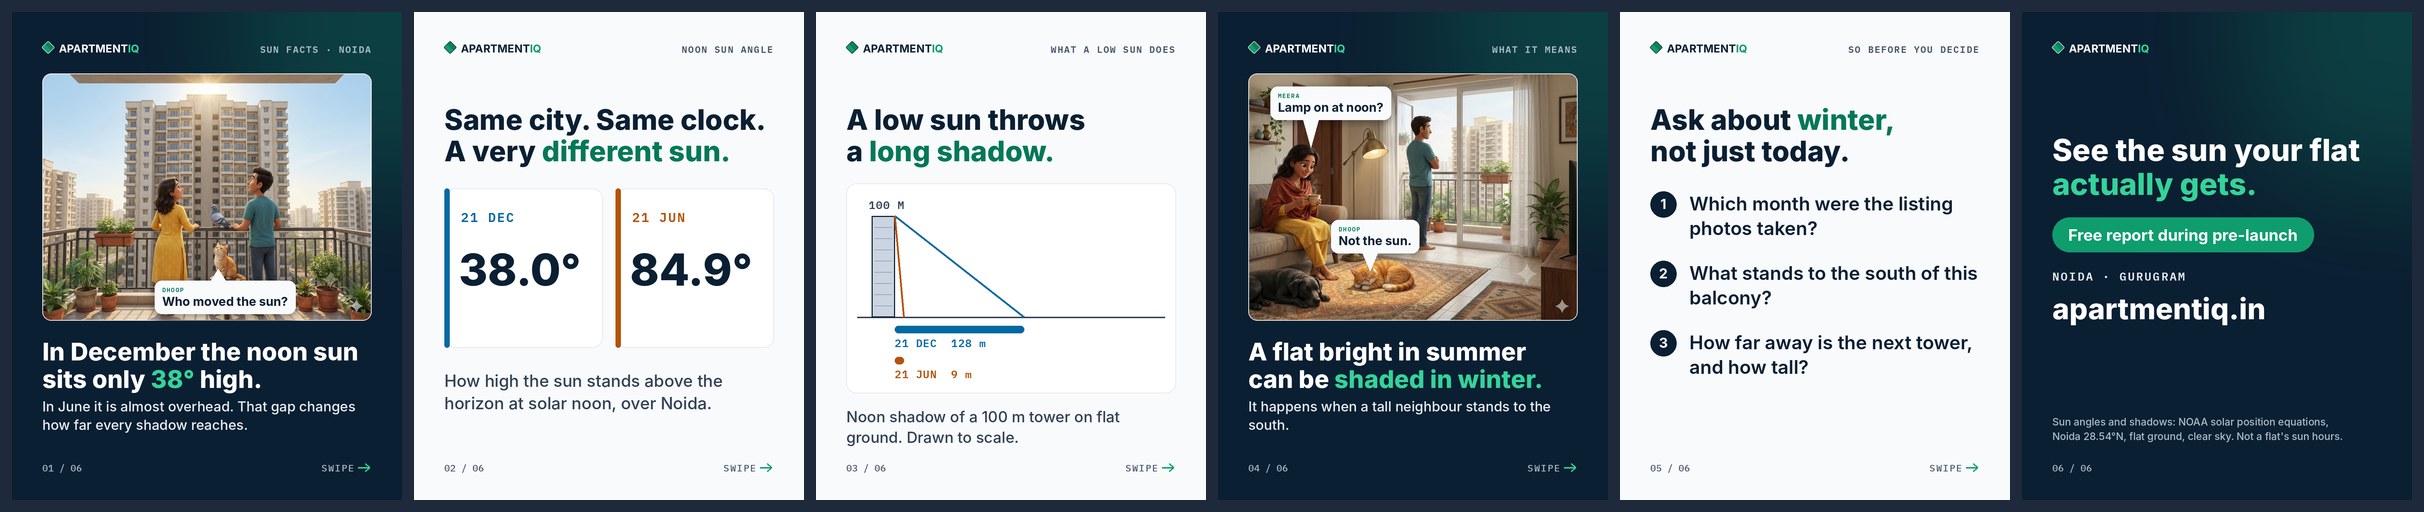 APARTMENTIQ
SUN FACTS · NOIDA
DHOOP
Who moved the sun?
In December the noon sun
sits only 38° high.
In June it is almost overhead. That gap changes
how far every shadow reaches.
01 / 06
SWIPE →
APARTMENTIQ
NOON SUN ANGLE
Same city. Same clock.
A very different sun.
21 DEC
38.0°
21 JUN
84.9°
How high the sun stands above the
horizon at solar noon, over Noida.
02 / 06
SWIPE →
APARTMENTIQ
WHAT A LOW SUN DOES
A low sun throws
a long shadow.
100 M
21 DEC 128 m
21 JUN 9 m
Noon shadow of a 100 m tower on flat
ground. Drawn to scale.
03 / 06
SWIPE →
APARTMENTIQ
WHAT IT MEANS
MEERA
Lamp on at noon?
DHOOP
Not the sun.
A flat bright in summer
can be shaded in winter.
It happens when a tall neighbour stands to the
south.
04 / 06
SWIPE →
APARTMENTIQ
SO BEFORE YOU DECIDE
Ask about winter,
not just today.
1 Which month were the listing
photos taken?
2 What stands to the south of this
balcony?
3 How far away is the next tower,
and how tall?
05 / 06
SWIPE →
APARTMENTIQ
See the sun your flat
actually gets.
Free report during pre-launch
NOIDA · GURUGRAM
apartmentiq.in
Sun angles and shadows: NOAA solar position equations,
Noida 28.54°N, flat ground, clear sky. Not a flat's sun hours.
06 / 06